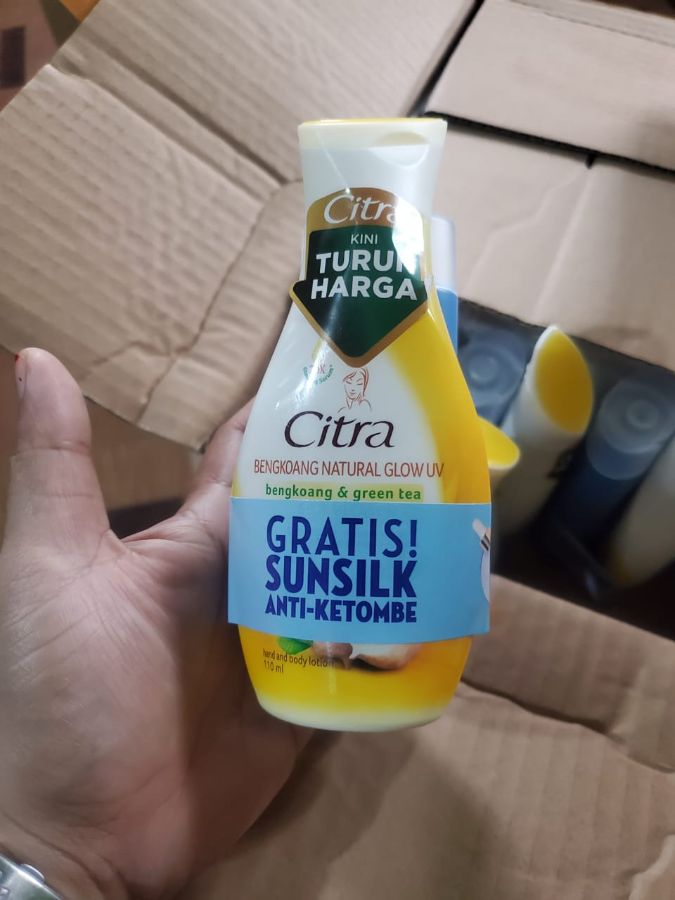 Citra
KINI
TURUN
HARGA
Citra
BENGKOANG NATURAL GLOW UV
bengkoang & green tea
GRATIS!
SUNSILK
ANTI-KETOMBE
hand and body lotion
110 ml